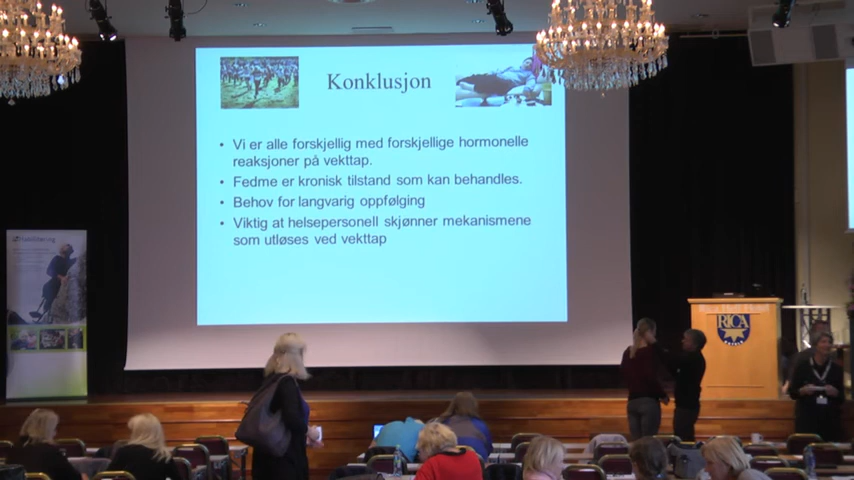 Konklusjon
• Vi er alle forskjellig med forskjellige hormonelle
reaksjoner på vekttap.
• Fedme er kronisk tilstand som kan behandles.
• Behov for langvarig oppfølging
• Viktig at helsepersonell skjønner mekanismene
som utløses ved vekttap
RICA